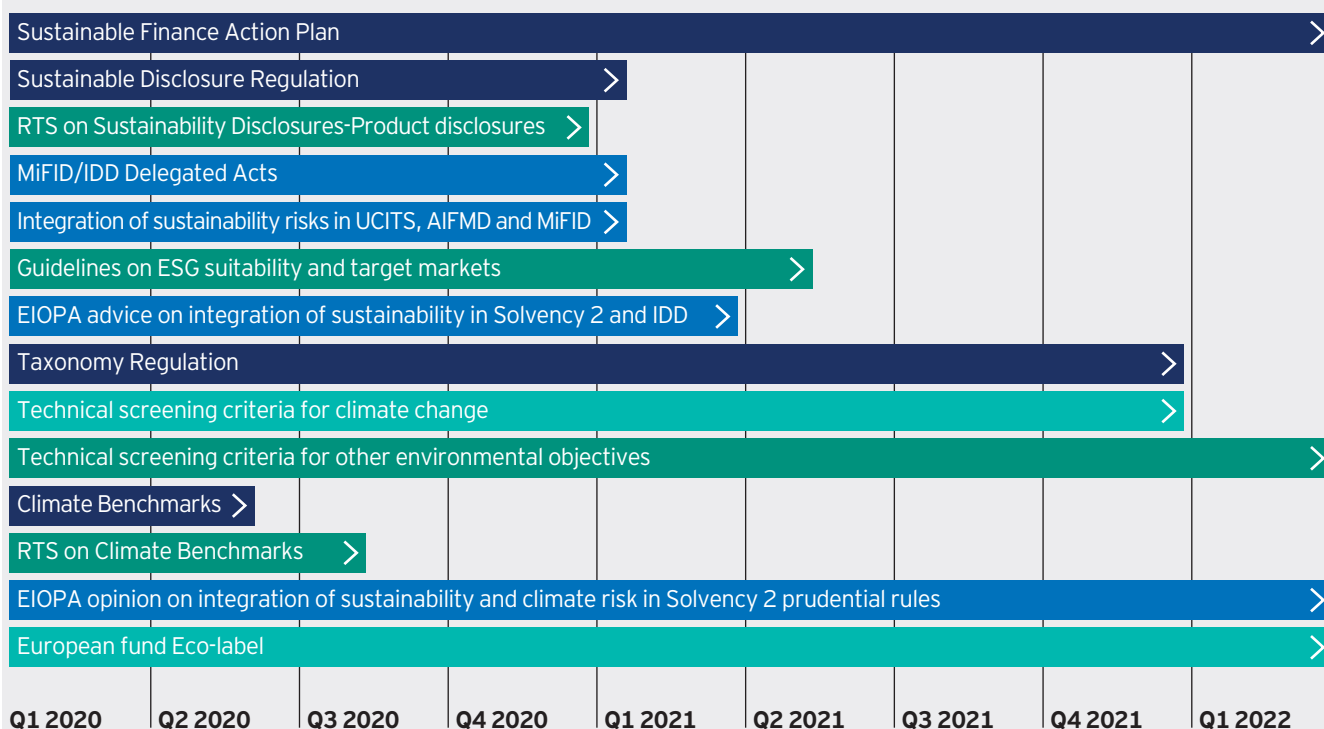 Sustainable Finance Action Plan
Sustainable Disclosure Regulation
RTS on Sustainability Disclosures-Product disclosures
MiFID/IDD Delegated Acts
Integration of sustainability risks in UCITS, AIFMD and MiFID
Guidelines on ESG suitability and target markets
EIOPA advice on integration of sustainability in Solvency 2 and IDD
Taxonomy Regulation
Technical screening criteria for climate change
Technical screening criteria for other environmental objectives
Climate Benchmarks
RTS on Climate Benchmarks
EIOPA opinion on integration of sustainability and climate risk in Solvency 2 prudential rules
European fund Eco-label
Q1 2020 Q2 2020 Q3 2020 Q4 2020 Q1 2021 Q2 2021 Q3 2021 Q4 2021 Q1 2022